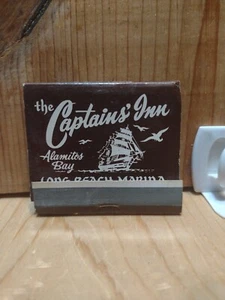 the
Captains' Inn
Alamitos
Bay
LONG BEACH MARINA